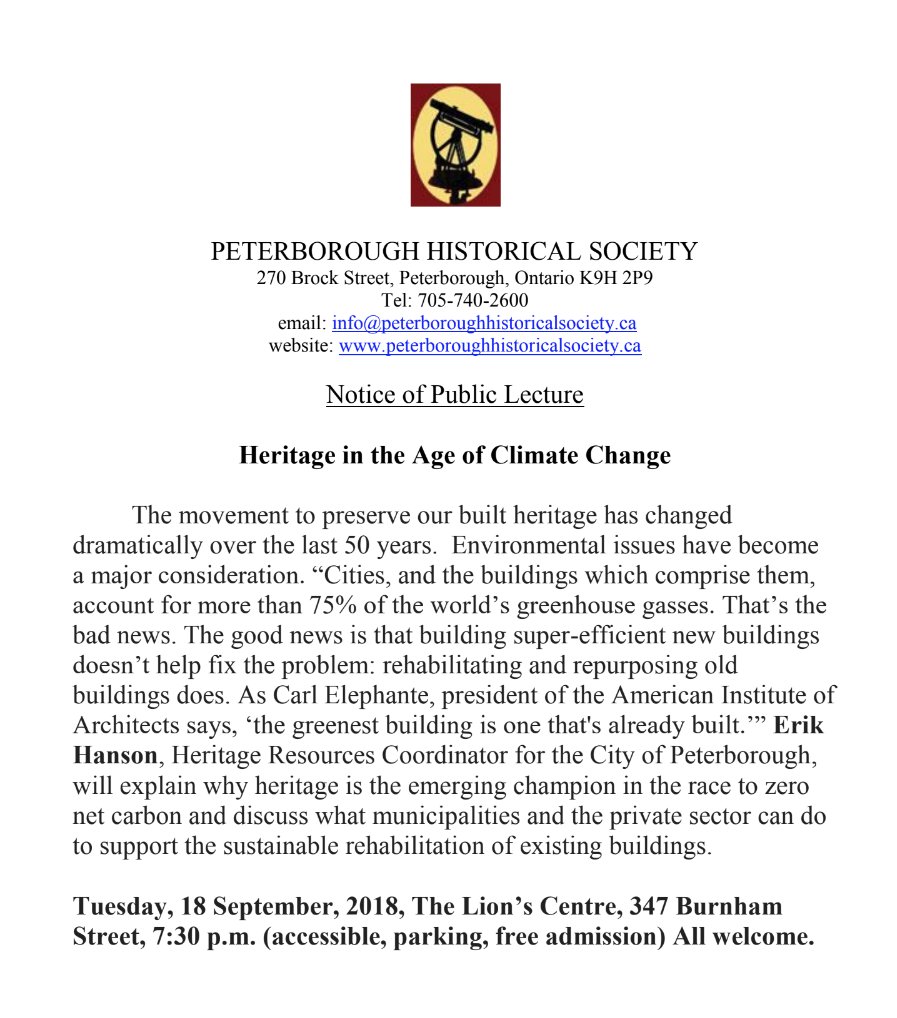 PETERBOROUGH HISTORICAL SOCIETY
270 Brock Street, Peterborough, Ontario K9H 2P9
Tel: 705-740-2600
email: info@peterboroughhistoricalsociety.ca
website: www.peterboroughhistoricalsociety.ca
Notice of Public Lecture
Heritage in the Age of Climate Change
The movement to preserve our built heritage has changed
dramatically over the last 50 years.  Environmental issues have become
a major consideration. “Cities, and the buildings which comprise them,
account for more than 75% of the world’s greenhouse gasses. That’s the
bad news. The good news is that building super-efficient new buildings
doesn’t help fix the problem: rehabilitating and repurposing old
buildings does. As Carl Elephante, president of the American Institute of
Architects says, ‘the greenest building is one that's already built.’” Erik
Hanson, Heritage Resources Coordinator for the City of Peterborough,
will explain why heritage is the emerging champion in the race to zero
net carbon and discuss what municipalities and the private sector can do
to support the sustainable rehabilitation of existing buildings.
Tuesday, 18 September, 2018, The Lion’s Centre, 347 Burnham
Street, 7:30 p.m. (accessible, parking, free admission) All welcome.